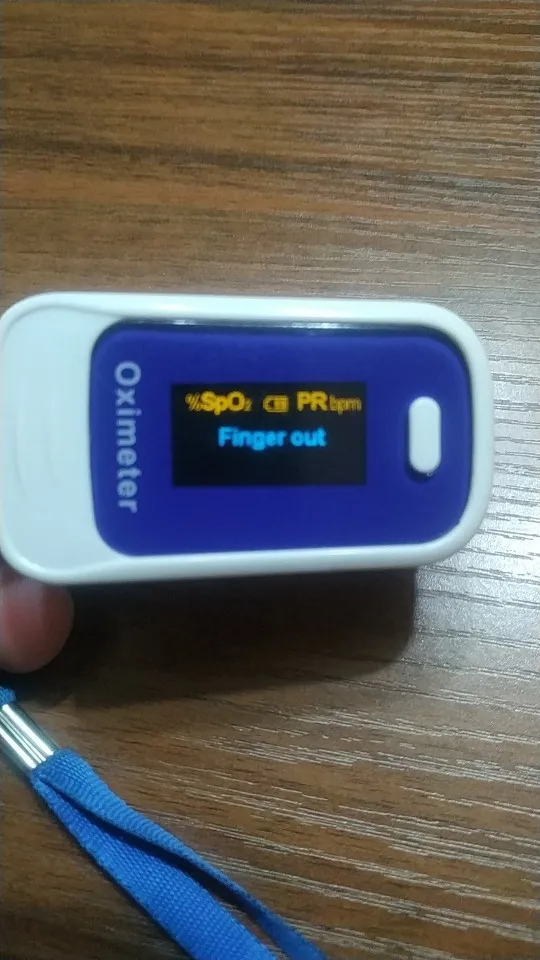 Oximeter
%SpO₂ PR bpm
Finger out